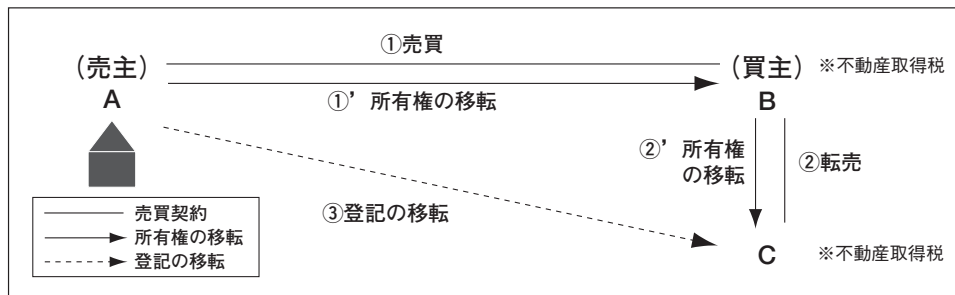 ①売買
(売主)
A
(買主)
B
※不動産取得税
①’所有権の移転
②’所有権
の移転
②転売
③登記の移転
C
※不動産取得税
売買契約
所有権の移転
登記の移転